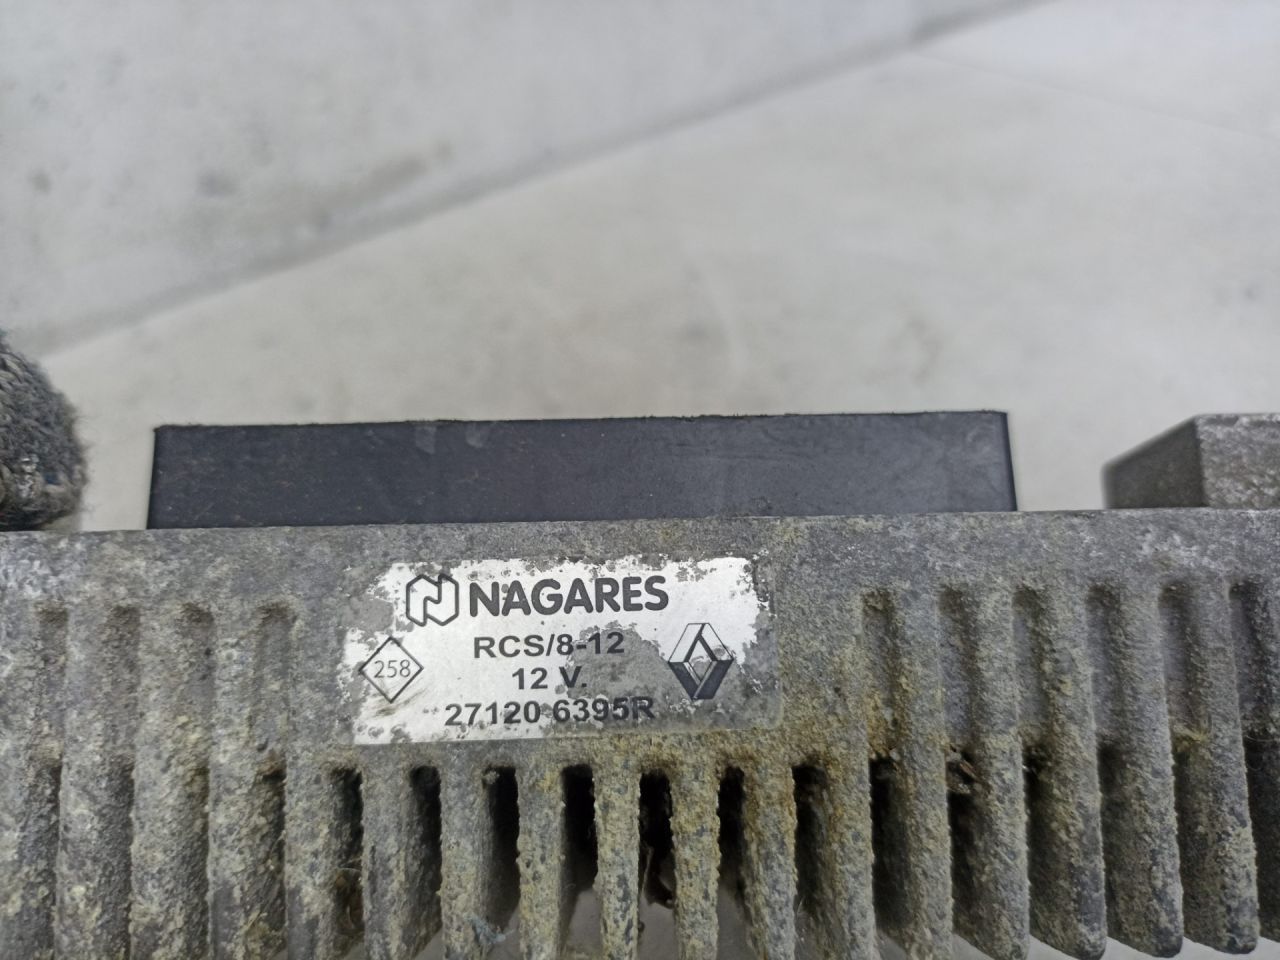 NAGARES
RCS/8-12
258
12 V.
27120 6395R